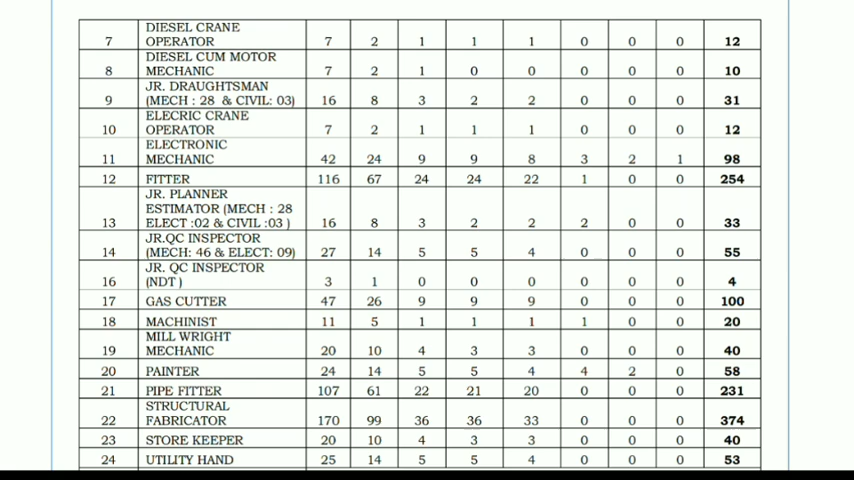 DIESEL CRANE
7 OPERATOR 7 2 1 1 1 0 0 0 12
DIESEL CUM MOTOR
8 MECHANIC 7 2 1 0 0 0 0 0 10
JR. DRAUGHTSMAN
9 (MECH : 28 & CIVIL: 03) 16 8 3 2 2 0 0 0 31
ELECRIC CRANE
10 OPERATOR 7 2 1 1 1 0 0 0 12
ELECTRONIC
11 MECHANIC 42 24 9 9 8 3 2 1 98
12 FITTER 116 67 24 24 22 1 0 0 254
JR. PLANNER
ESTIMATOR (MECH : 28
13 ELECT :02 & CIVIL :03 ) 16 8 3 2 2 2 0 0 33
JR.QC INSPECTOR
14 (MECH: 46 & ELECT: 09) 27 14 5 5 4 0 0 0 55
JR. QC INSPECTOR
16 (NDT ) 3 1 0 0 0 0 0 0 4
17 GAS CUTTER 47 26 9 9 9 0 0 0 100
18 MACHINIST 11 5 1 1 1 1 0 0 20
MILL WRIGHT
19 MECHANIC 20 10 4 3 3 0 0 0 40
20 PAINTER 24 14 5 5 4 4 2 0 58
21 PIPE FITTER 107 61 22 21 20 0 0 0 231
STRUCTURAL
22 FABRICATOR 170 99 36 36 33 0 0 0 374
23 STORE KEEPER 20 10 4 3 3 0 0 0 40
24 UTILITY HAND 25 14 5 5 4 0 0 0 53